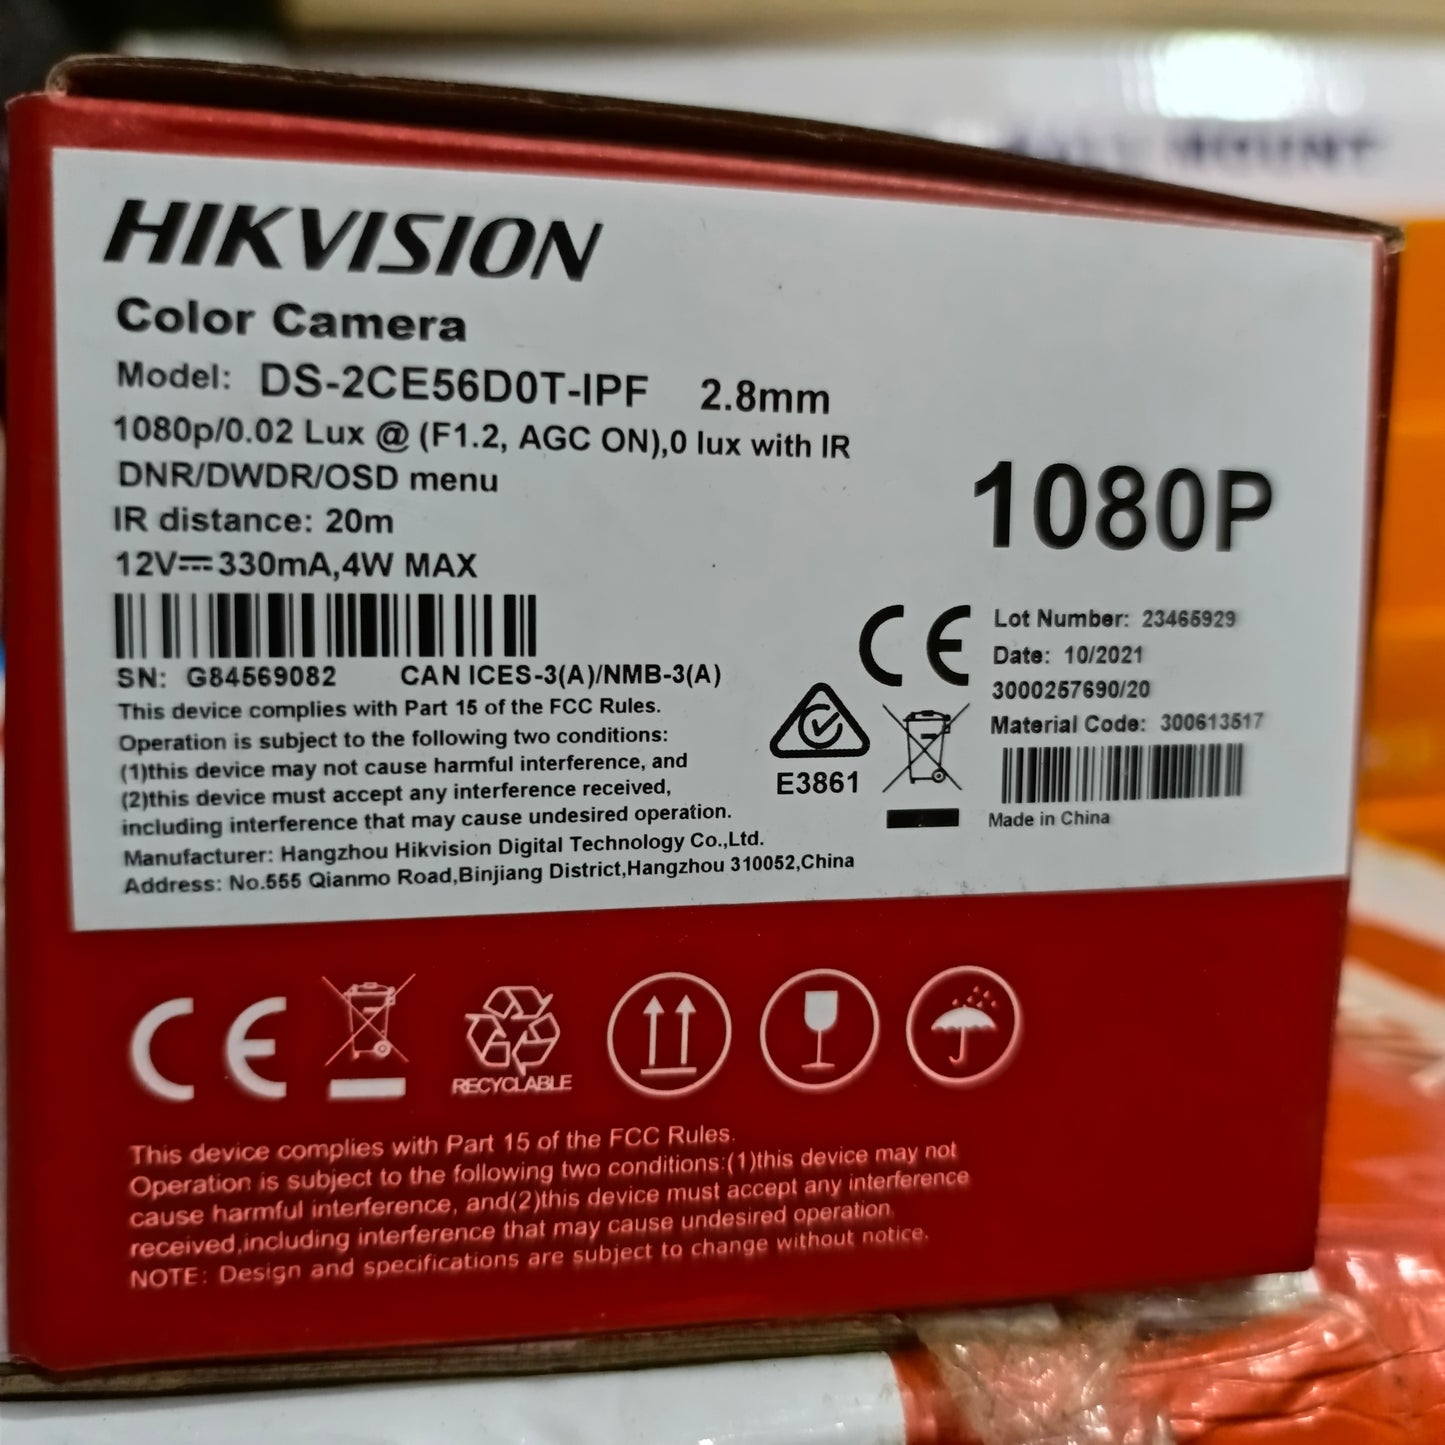 HIKVISION
Color Camera
Model: DS-2CE56D0T-IPF 2.8mm
1080p/0.02 Lux @ (F1.2, AGC ON),0 lux with IR
DNR/DWDR/OSD menu
IR distance: 20m
12V⎓330mA,4W MAX
SN: G84569082 CAN ICES-3(A)/NMB-3(A)
This device complies with Part 15 of the FCC Rules.
Operation is subject to the following two conditions:
(1)this device may not cause harmful interference, and
(2)this device must accept any interference received,
including interference that may cause undesired operation.
Manufacturer: Hangzhou Hikvision Digital Technology Co.,Ltd.
Address: No.555 Qianmo Road,Binjiang District,Hangzhou 310052,China
1080P
CE
E3861
Lot Number: 23465929
Date: 10/2021
3000257690/20
Material Code: 300613517
Made in China
CE
RECYCLABLE
This device complies with Part 15 of the FCC Rules.
Operation is subject to the following two conditions:(1)this device may not
cause harmful interference, and(2)this device must accept any interference
received,including interference that may cause undesired operation.
NOTE: Design and specifications are subject to change without notice.
MOUNT